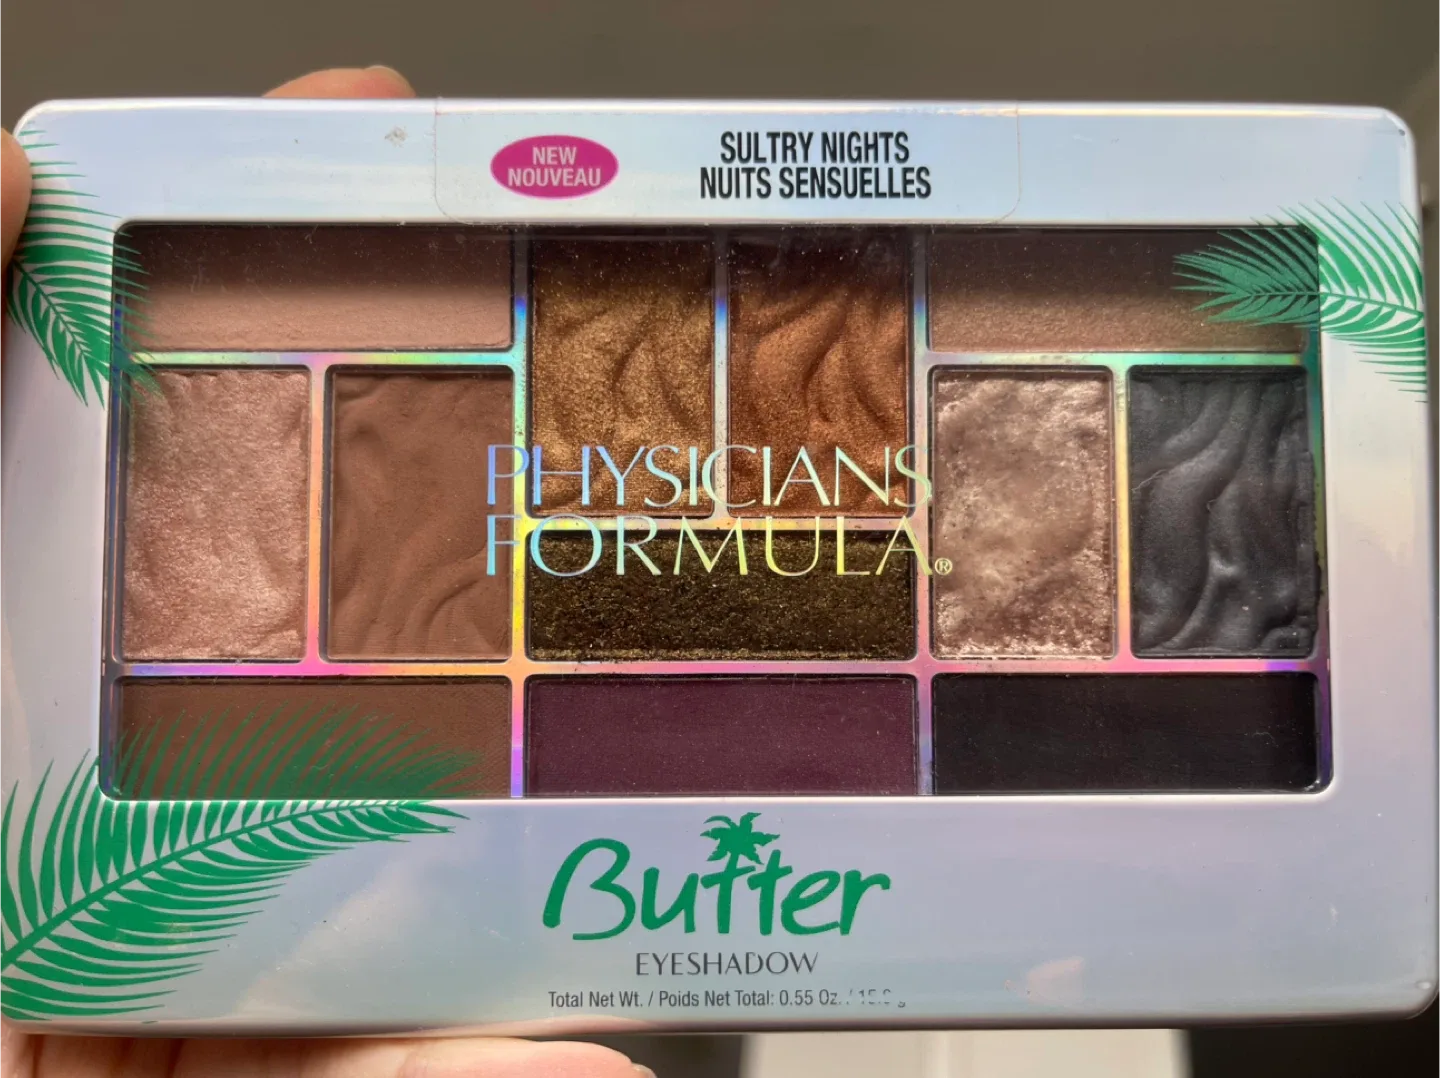 NEW
NOUVEAU
SULTRY NIGHTS
NUITS SENSUELLES
PHYSICIANS
FORMULA®
Butter
EYESHADOW
Total Net Wt. / Poids Net Total: 0.55 Oz. /